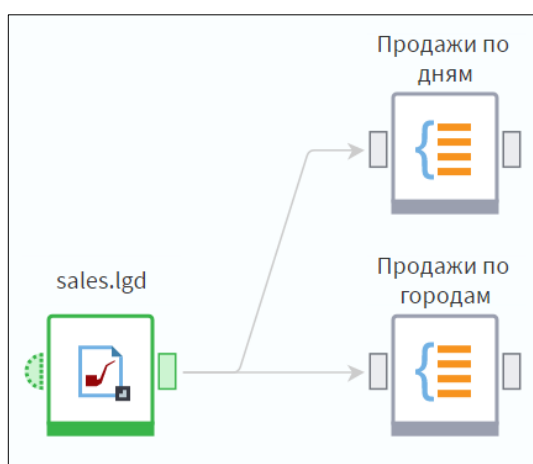 Продажи по
дням
sales.lgd
Продажи по
городам